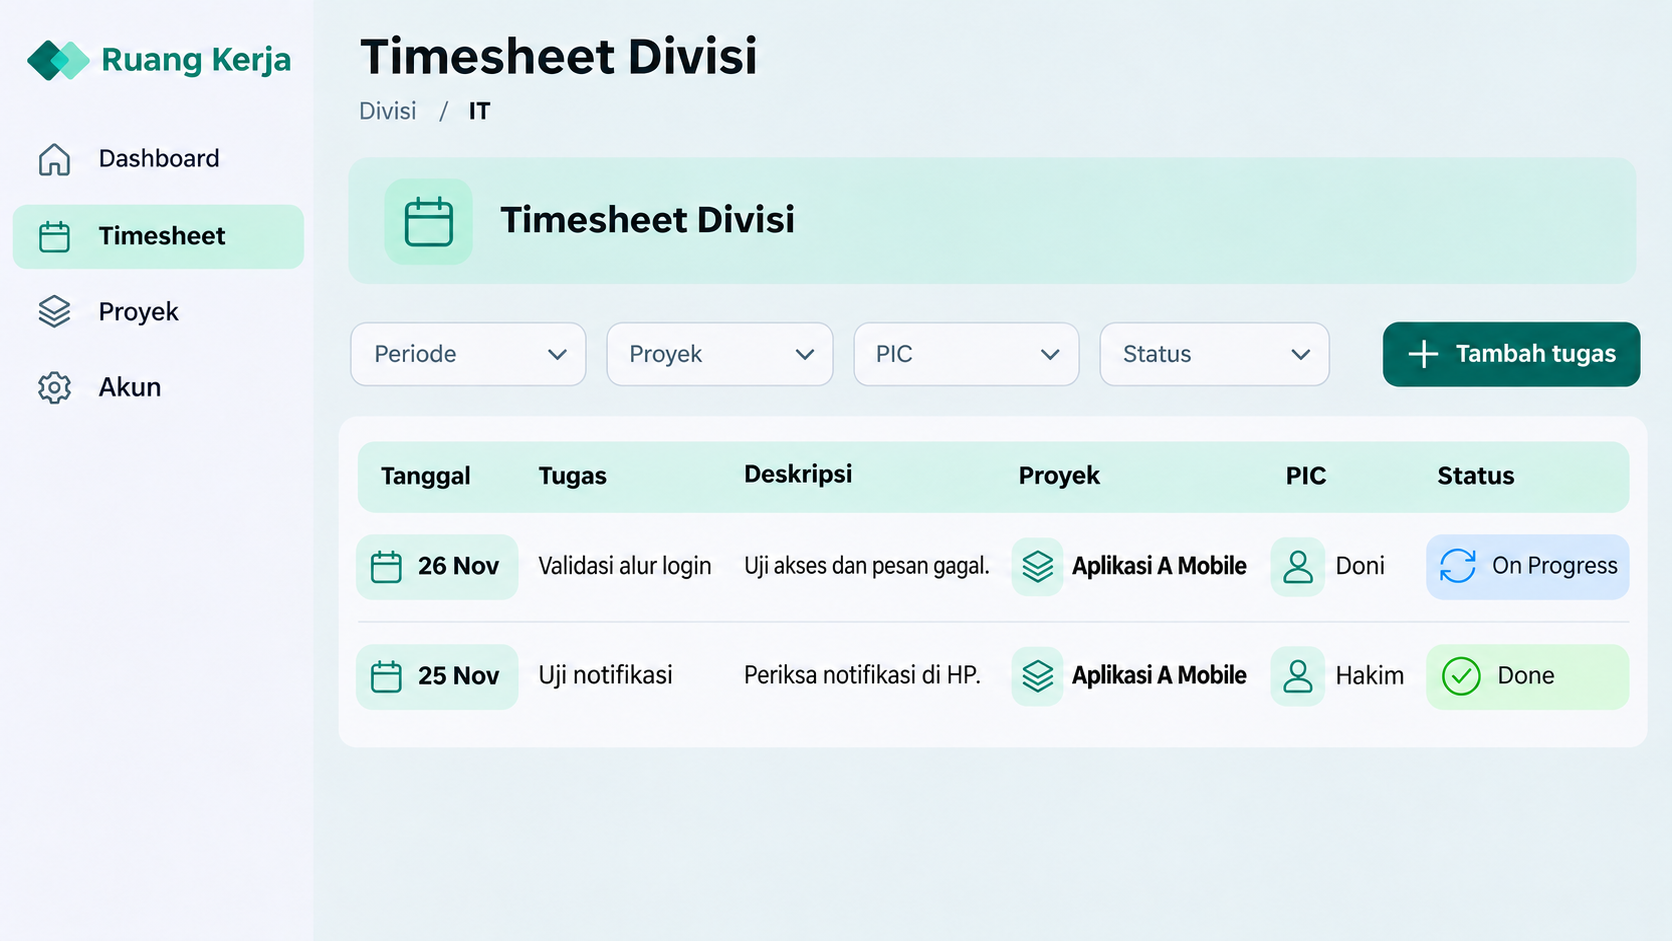 Ruang Kerja
Dashboard
Timesheet
Proyek
Akun
Timesheet Divisi
Divisi / IT
Timesheet Divisi
Periode Proyek PIC Status + Tambah tugas
Tanggal Tugas Deskripsi Proyek PIC Status
26 Nov Validasi alur login Uji akses dan pesan gagal. Aplikasi A Mobile Doni On Progress
25 Nov Uji notifikasi Periksa notifikasi di HP. Aplikasi A Mobile Hakim Done